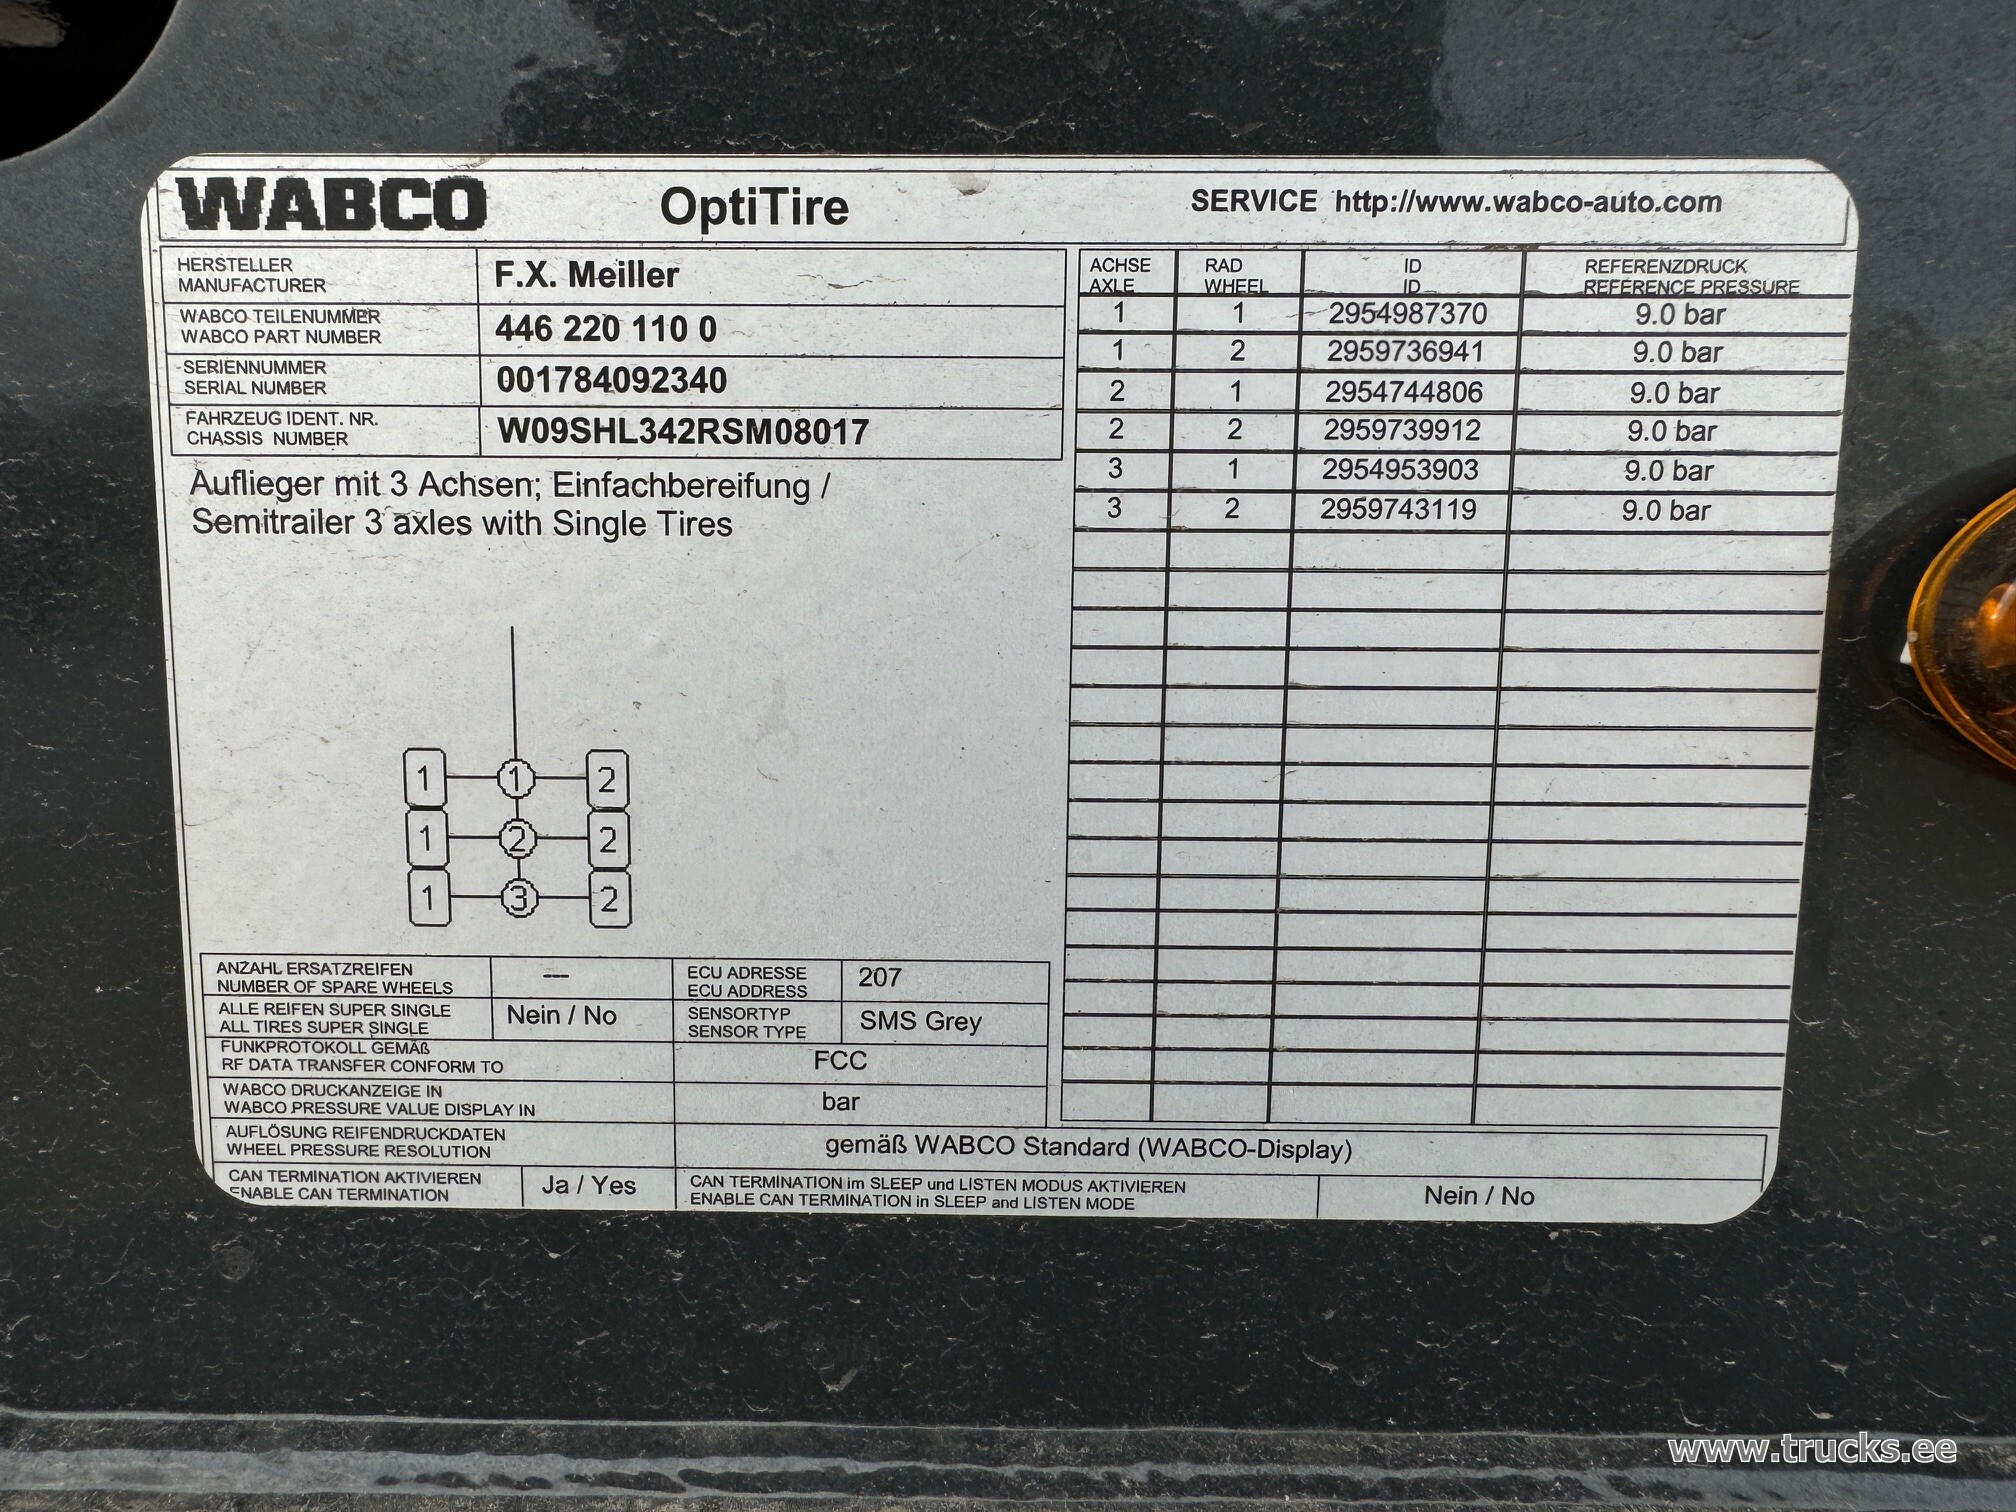 WABCO OptiTire SERVICE http://www.wabco-auto.com
HERSTELLER
MANUFACTURER
F.X. Meiller
WABCO TEILENUMMER
WABCO PART NUMBER
446 220 110 0
SERIENNUMMER
SERIAL NUMBER
001784092340
FAHRZEUG IDENT. NR.
CHASSIS NUMBER
W09SHL342RSM08017
Auflieger mit 3 Achsen; Einfachbereifung /
Semitrailer 3 axles with Single Tires
1 1 2
1 2 2
1 3 2
ACHSE RAD ID REFERENZDRUCK
AXLE WHEEL ID REFERENCE PRESSURE
1 1 2954987370 9.0 bar
1 2 2959736941 9.0 bar
2 1 2954744806 9.0 bar
2 2 2959739912 9.0 bar
3 1 2954953903 9.0 bar
3 2 2959743119 9.0 bar
ANZAHL ERSATZREIFEN
NUMBER OF SPARE WHEELS
---
ECU ADRESSE
ECU ADDRESS
207
ALLE REIFEN SUPER SINGLE
ALL TIRES SUPER SINGLE
Nein / No
SENSORTYP
SENSOR TYPE
SMS Grey
FUNKPROTOKOLL GEMÄß
RF DATA TRANSFER CONFORM TO
FCC
WABCO DRUCKANZEIGE IN
WABCO PRESSURE VALUE DISPLAY IN
bar
AUFLÖSUNG REIFENDRUCKDATEN
WHEEL PRESSURE RESOLUTION
gemäß WABCO Standard (WABCO-Display)
CAN TERMINATION AKTIVIEREN
ENABLE CAN TERMINATION
Ja / Yes
CAN TERMINATION im SLEEP und LISTEN MODUS AKTIVIEREN
ENABLE CAN TERMINATION in SLEEP and LISTEN MODE
Nein / No
www.trucks.ee